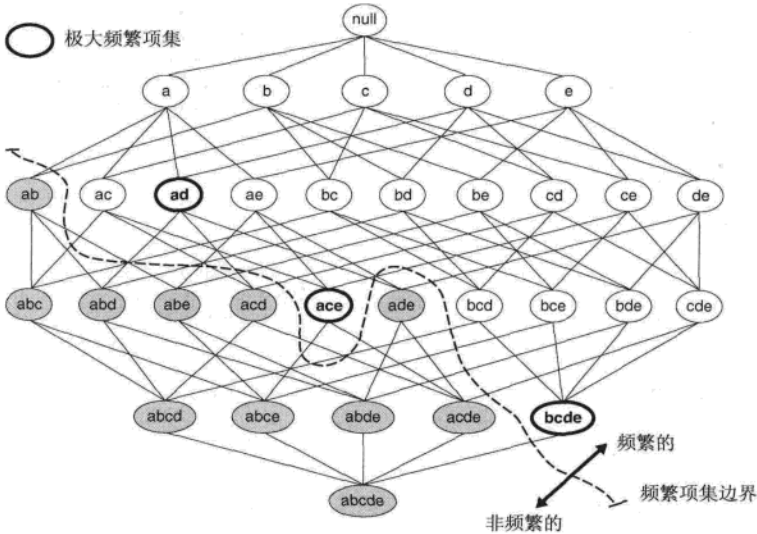 null
极大频繁项集
a b c d e
ab ac ad ae bc bd be cd ce de
abc abd abe acd ace ade bcd bce bde cde
abcd abce abde acde bcde
频繁的
频繁项集边界
abcde
非频繁的